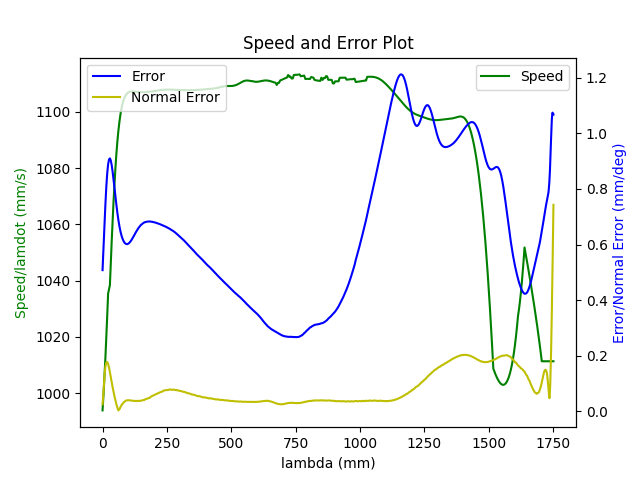 Speed and Error Plot
Error
Normal Error
Speed
Speed/lamdot (mm/s)
1100
1080
1060
1040
1020
1000
1.2
1.0
0.8
0.6
0.4
0.2
0.0
Error/Normal Error (mm/deg)
0 250 500 750 1000 1250 1500 1750
lambda (mm)